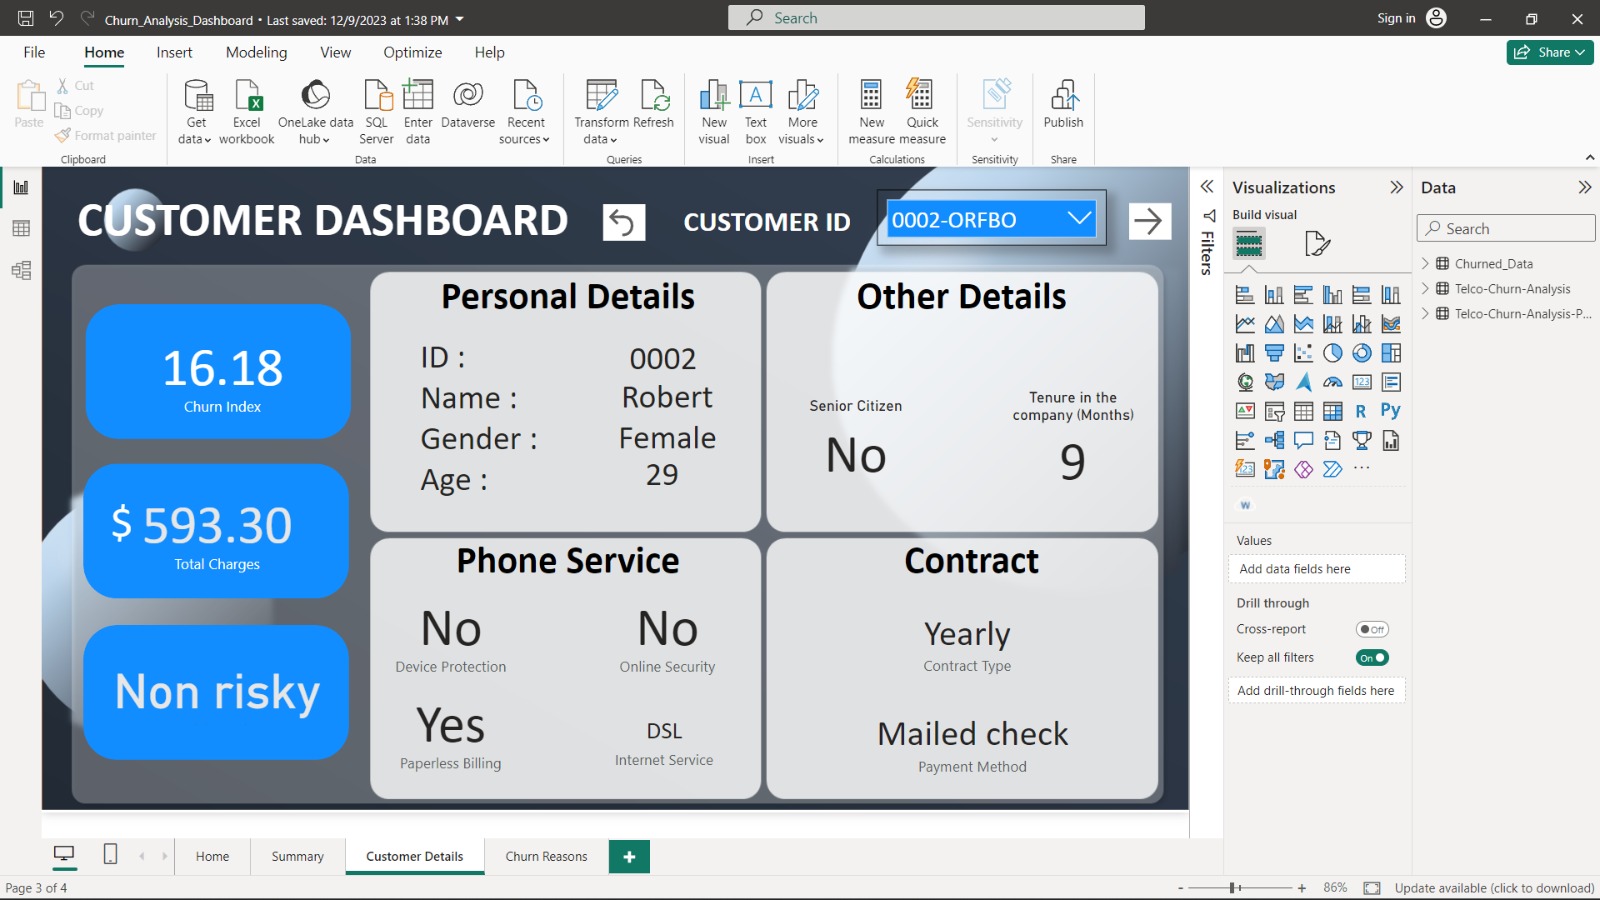 Churn_Analysis_Dashboard • Last saved: 12/9/2023 at 1:38 PM
Search
Sign in
File Home Insert Modeling View Optimize Help
Share
Paste
Cut
Copy
Format painter
Clipboard
Get data
Excel workbook
OneLake data hub
SQL Server
Enter data
Dataverse
Recent sources
Data
Transform data
Refresh
Queries
New visual
Text box
More visuals
Insert
New measure
Quick measure
Calculations
Sensitivity
Sensitivity
Publish
Share
CUSTOMER DASHBOARD
CUSTOMER ID
0002-ORFBO
16.18
Churn Index
$ 593.30
Total Charges
Non risky
Personal Details
ID : 0002
Name : Robert
Gender : Female
Age : 29
Other Details
Senior Citizen
No
Tenure in the
company (Months)
9
Phone Service
No
Device Protection
No
Online Security
Yes
Paperless Billing
DSL
Internet Service
Contract
Yearly
Contract Type
Mailed check
Payment Method
Filters
Visualizations
Build visual
123
R
Py
123
W
Values
Add data fields here
Drill through
Cross-report
Off
Keep all filters
On
Add drill-through fields here
Data
Search
Churned_Data
Telco-Churn-Analysis
Telco-Churn-Analysis-P...
Home
Summary
Customer Details
Churn Reasons
+
Page 3 of 4
- + 86%
Update available (click to download)